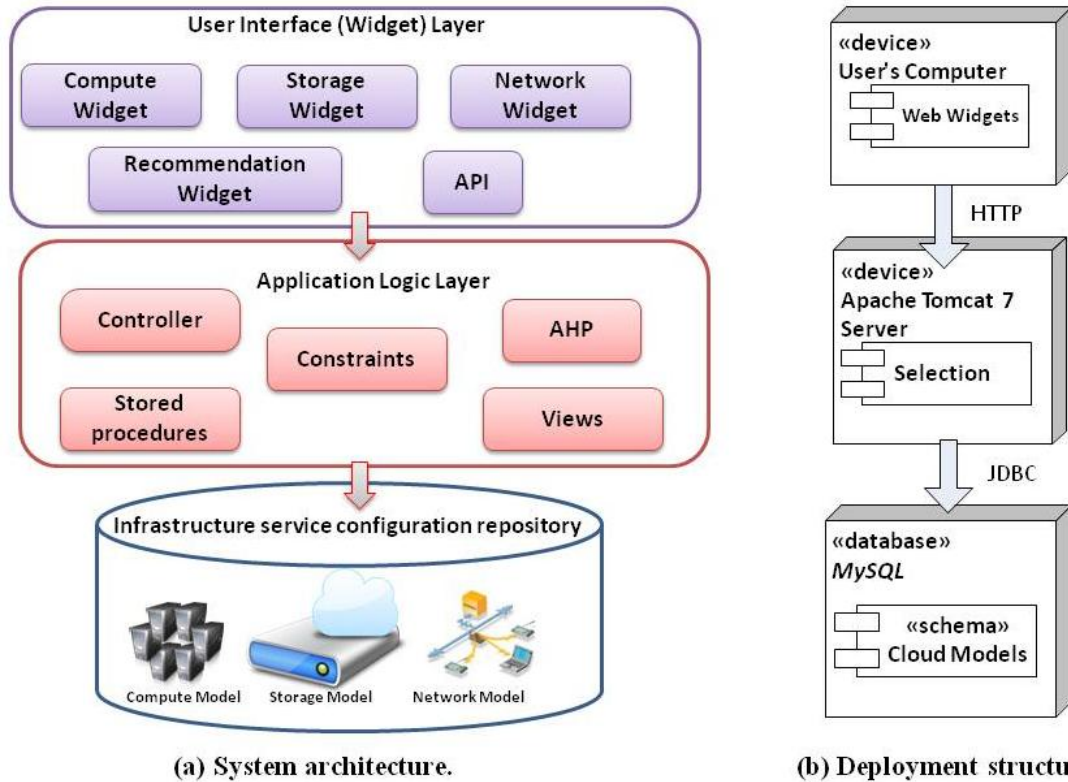 User Interface (Widget) Layer
Compute
Widget
Storage
Widget
Network
Widget
Recommendation
Widget
API
Application Logic Layer
Controller
Constraints
AHP
Stored
procedures
Views
Infrastructure service configuration repository
Compute Model
Storage Model
Network Model
(a) System architecture.
«device»
User's Computer
Web Widgets
HTTP
«device»
Apache Tomcat 7
Server
Selection
JDBC
«database»
MySQL
«schema»
Cloud Models
(b) Deployment structu